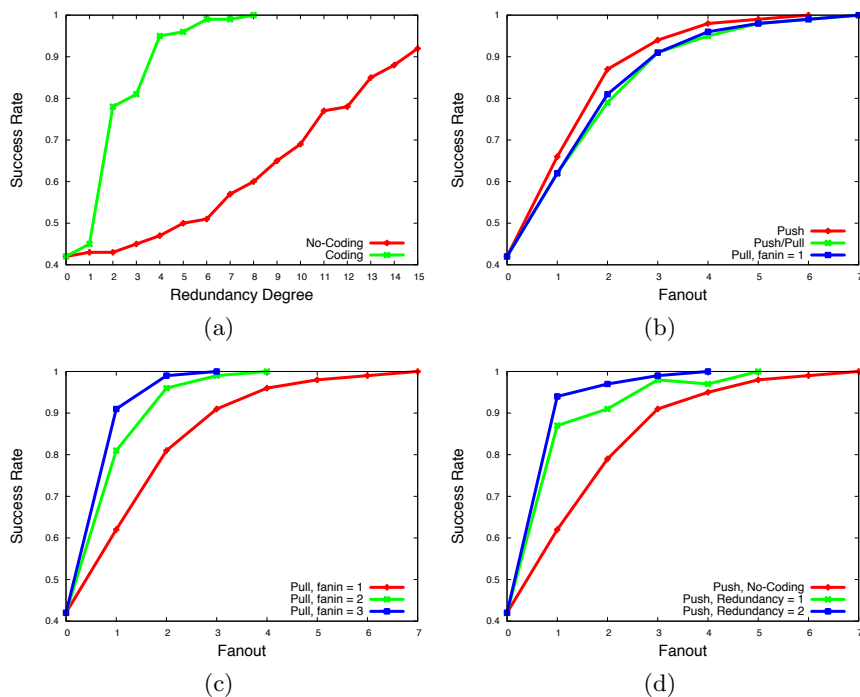 1
0.9
0.8
0.7
0.6
0.5
0.4
Success Rate
No-Coding
Coding
0 1 2 3 4 5 6 7 8 9 10 11 12 13 14 15
Redundancy Degree
(a)
1
0.9
0.8
0.7
0.6
0.5
0.4
Success Rate
Push
Push/Pull
Pull, fanin = 1
0 1 2 3 4 5 6 7
Fanout
(b)
1
0.9
0.8
0.7
0.6
0.5
0.4
Success Rate
Pull, fanin = 1
Pull, fanin = 2
Pull, fanin = 3
0 1 2 3 4 5 6 7
Fanout
(c)
1
0.9
0.8
0.7
0.6
0.5
0.4
Success Rate
Push, No-Coding
Push, Redundancy = 1
Push, Redundancy = 2
0 1 2 3 4 5 6 7
Fanout
(d)